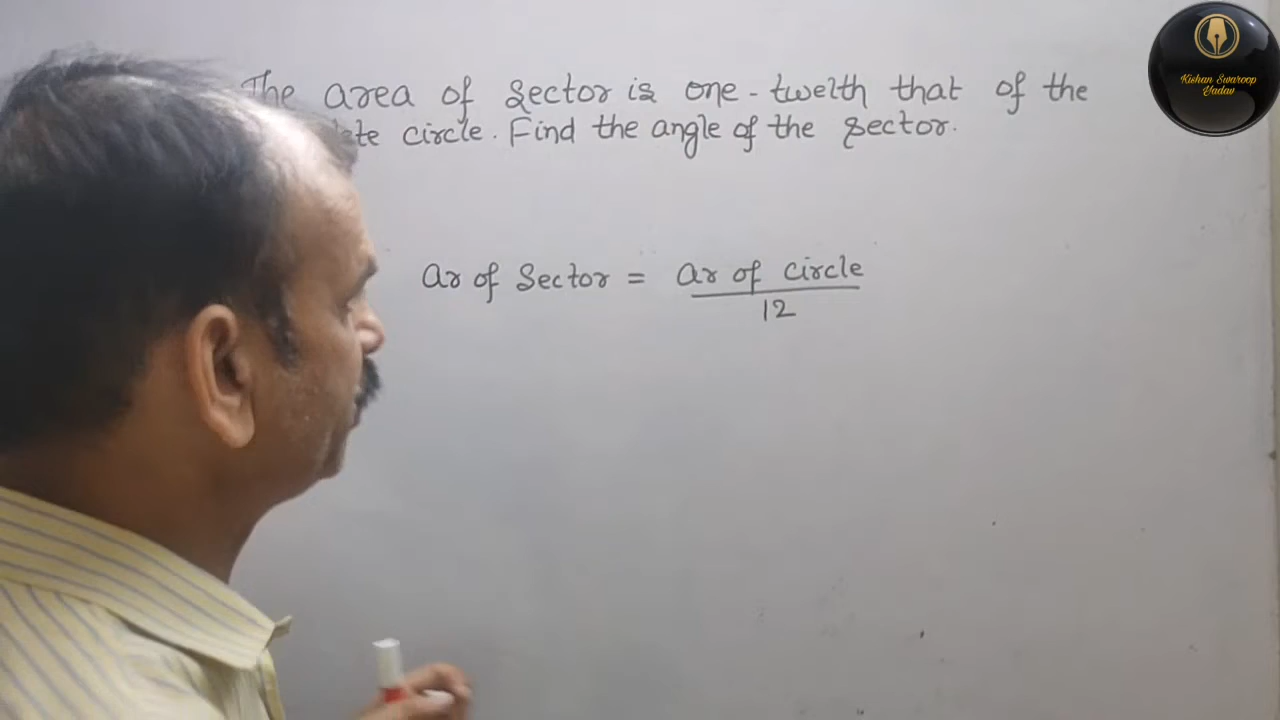 The area of sector is one-twelth that of the
ete circle. Find the angle of the sector.
ar of Sector = ar of circle
12
Kishan Swaroop
Yadav